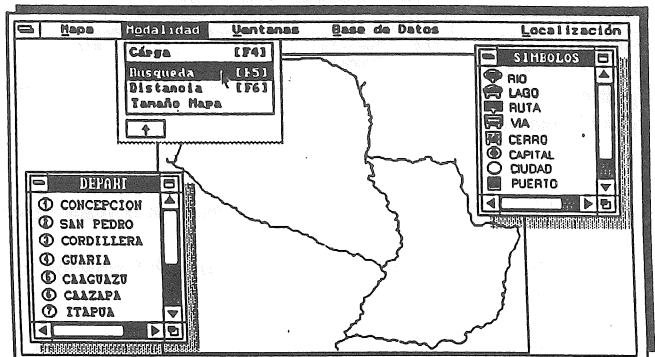 Mapa Modalidad Ventanas Base de Datos Localización
Cárga [F4]
Busqueda [F5]
Distancia [F6]
Tamaño Mapa
SIMBOLOS
RIO
LAGO
RUTA
VIA
CERRO
CAPITAL
CIUDAD
PUERTO
DEPART
1 CONCEPCION
2 SAN PEDRO
3 CORDILLERA
4 GUARIA
5 CAAGUAZU
6 CAAZAPA
7 ITAPUA